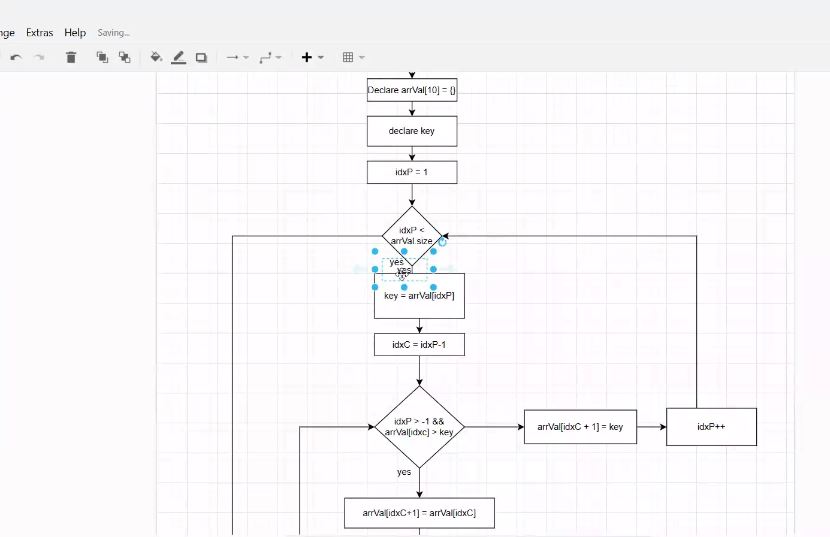 nge Extras Help Saving...
Declare arrVal[10] = {}
declare key
idxP = 1
idxP <
arrVal.size
yes
yes
key = arrVal[idxP]
idxC = idxP-1
idxP > -1 &&
arrVal[idxc] > key
arrVal[idxC + 1] = key
idxP++
yes
arrVal[idxC+1] = arrVal[idxC]